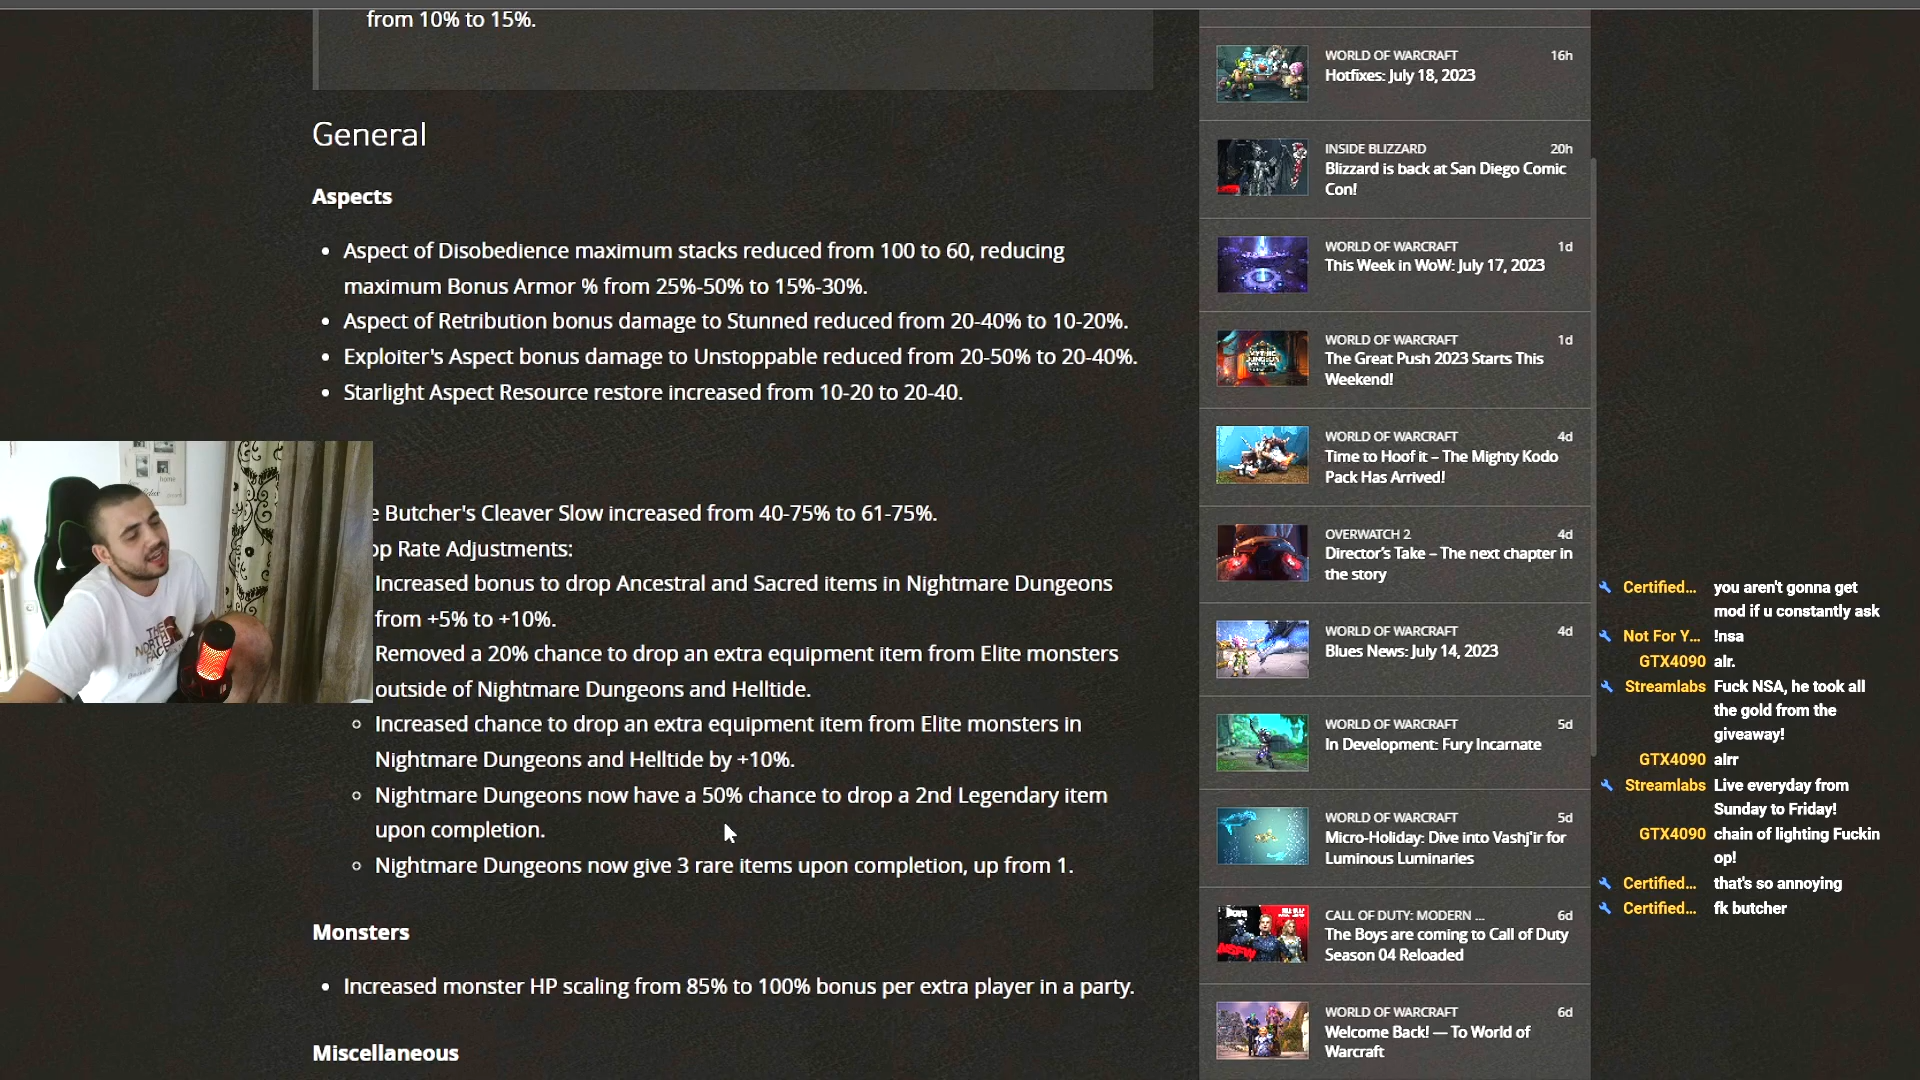 from 10% to 15%.
General
Aspects
• Aspect of Disobedience maximum stacks reduced from 100 to 60, reducing
maximum Bonus Armor % from 25%-50% to 15%-30%.
• Aspect of Retribution bonus damage to Stunned reduced from 20-40% to 10-20%.
• Exploiter's Aspect bonus damage to Unstoppable reduced from 20-50% to 20-40%.
• Starlight Aspect Resource restore increased from 10-20 to 20-40.
e Butcher's Cleaver Slow increased from 40-75% to 61-75%.
op Rate Adjustments:
Increased bonus to drop Ancestral and Sacred items in Nightmare Dungeons
from +5% to +10%.
Removed a 20% chance to drop an extra equipment item from Elite monsters
outside of Nightmare Dungeons and Helltide.
Increased chance to drop an extra equipment item from Elite monsters in
Nightmare Dungeons and Helltide by +10%.
Nightmare Dungeons now have a 50% chance to drop a 2nd Legendary item
upon completion.
Nightmare Dungeons now give 3 rare items upon completion, up from 1.
Monsters
• Increased monster HP scaling from 85% to 100% bonus per extra player in a party.
Miscellaneous
WORLD OF WARCRAFT 16h
Hotfixes: July 18, 2023
INSIDE BLIZZARD 20h
Blizzard is back at San Diego Comic
Con!
WORLD OF WARCRAFT 1d
This Week in WoW: July 17, 2023
WORLD OF WARCRAFT 1d
The Great Push 2023 Starts This
Weekend!
WORLD OF WARCRAFT 4d
Time to Hoof it – The Mighty Kodo
Pack Has Arrived!
OVERWATCH 2 4d
Director's Take – The next chapter in
the story
WORLD OF WARCRAFT 4d
Blues News: July 14, 2023
WORLD OF WARCRAFT 5d
In Development: Fury Incarnate
WORLD OF WARCRAFT 5d
Micro-Holiday: Dive into Vashj'ir for
Luminous Luminaries
CALL OF DUTY: MODERN ... 6d
The Boys are coming to Call of Duty
Season 04 Reloaded
WORLD OF WARCRAFT 6d
Welcome Back! — To World of
Warcraft
Certified... you aren't gonna get
mod if u constantly ask
Not For Y... !nsa
GTX4090 alr.
Streamlabs Fuck NSA, he took all
the gold from the
giveaway!
GTX4090 alrr
Streamlabs Live everyday from
Sunday to Friday!
GTX4090 chain of lighting Fuckin
op!
Certified... that's so annoying
Certified... fk butcher
THE
NORTH
FACE
home